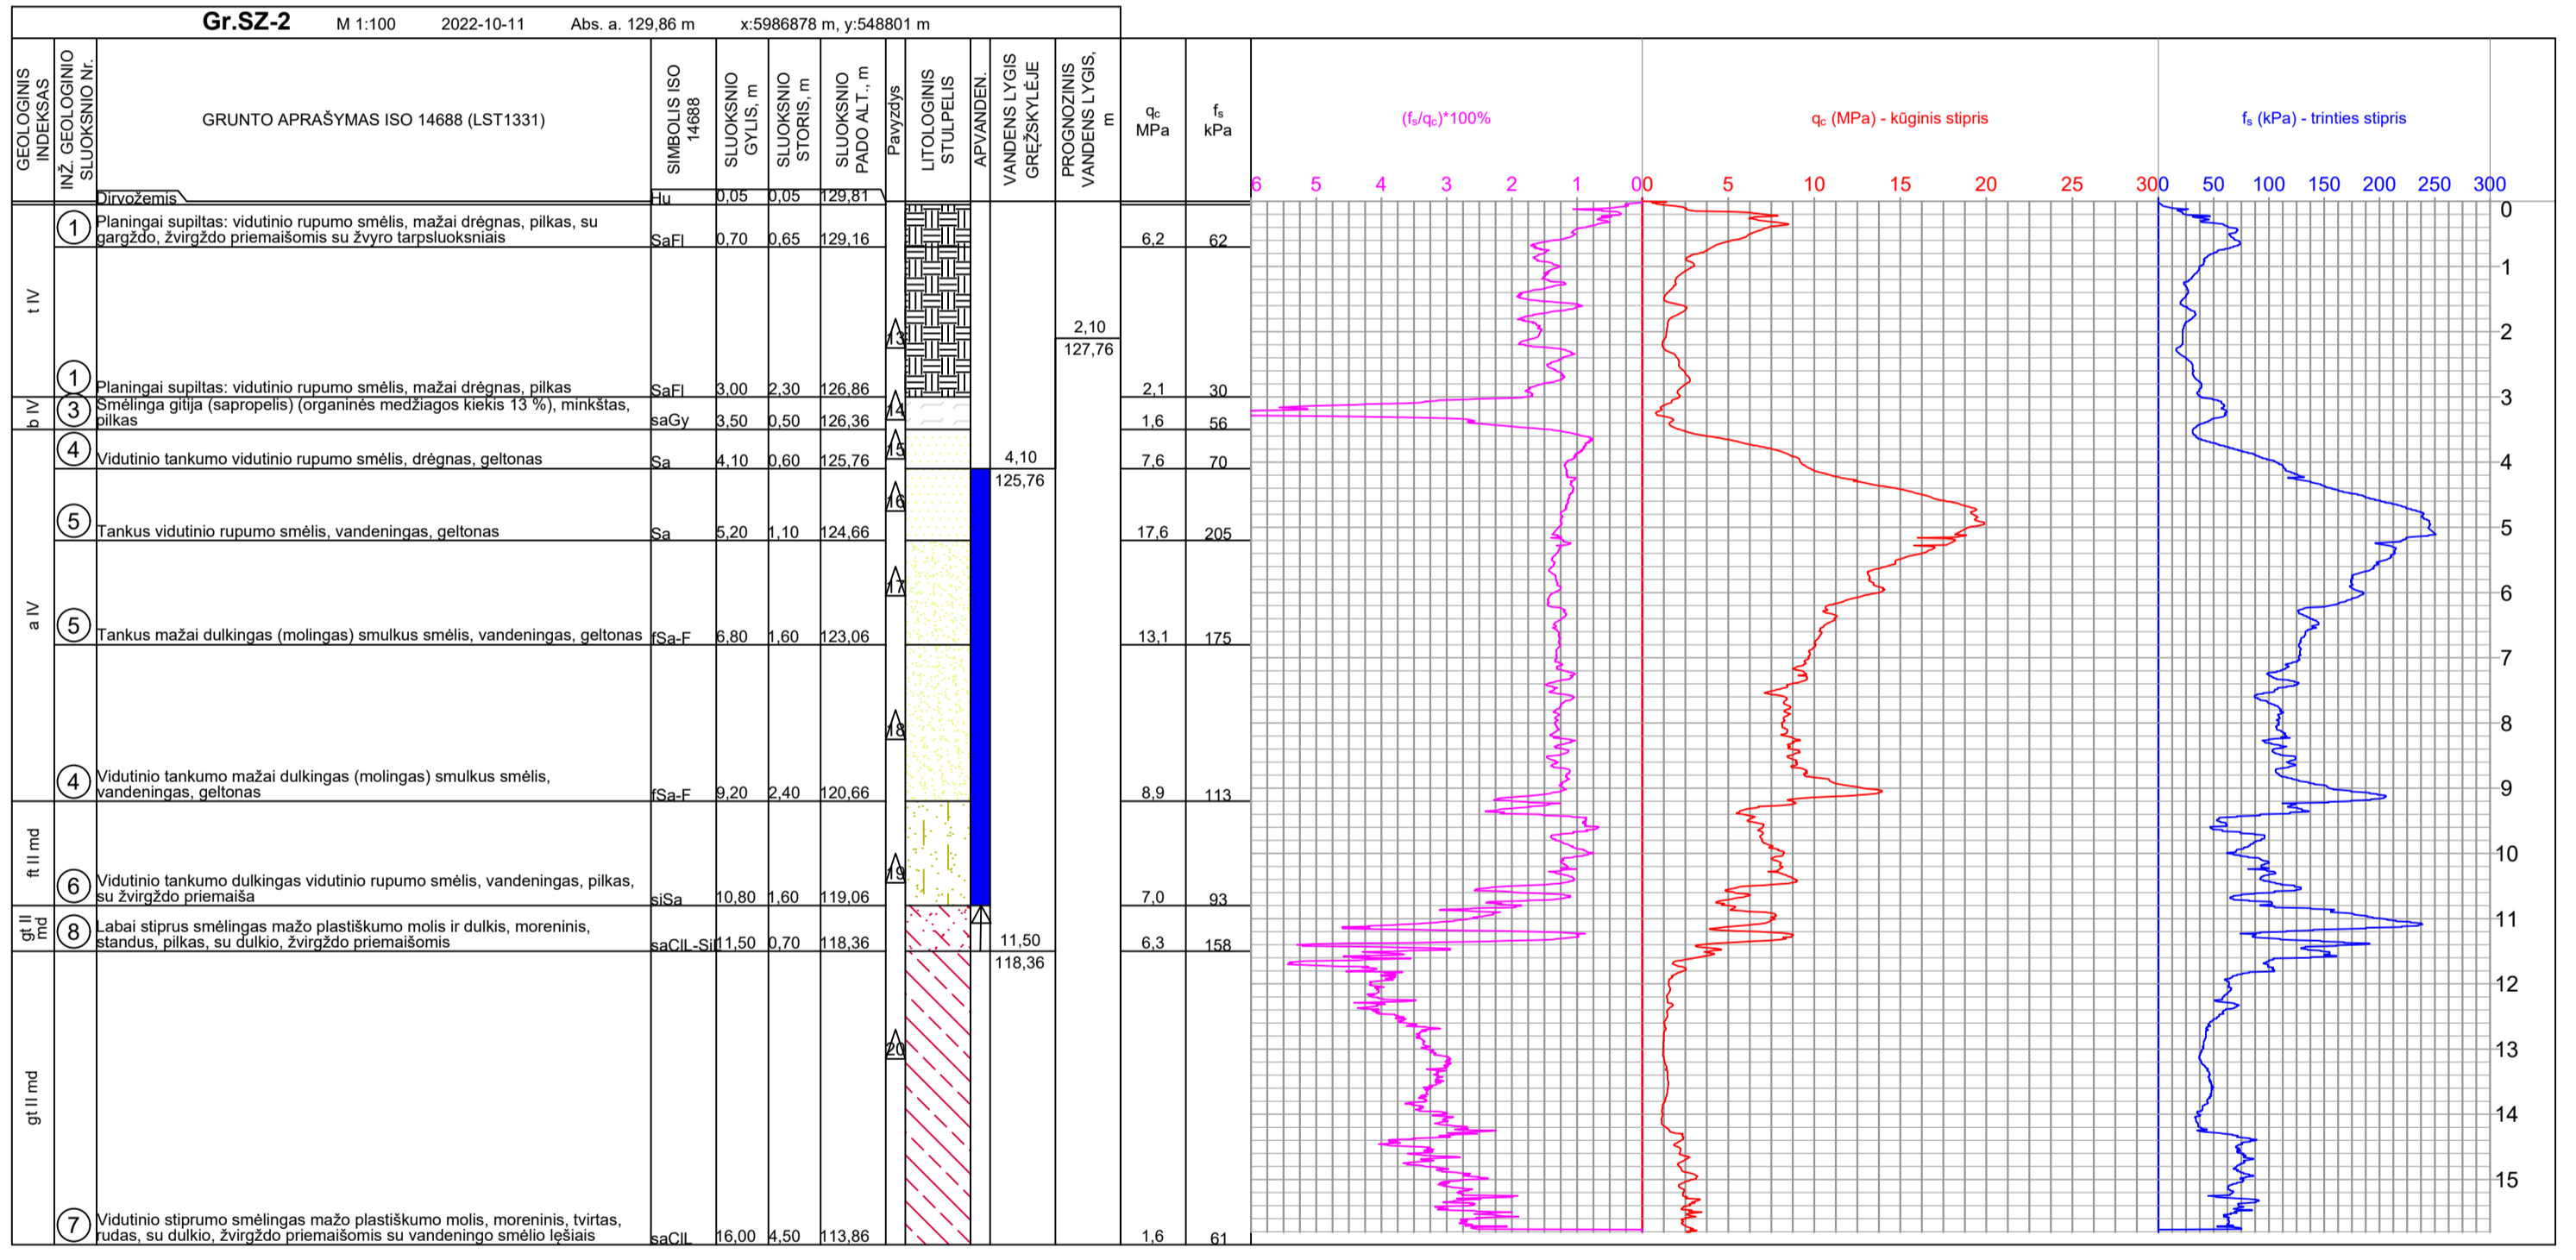 Gr.SZ-2 M 1:100 2022-10-11 Abs. a. 129,86 m x:5986878 m, y:548801 m
GEOLOGINIS
INDEKSAS
INŽ. GEOLOGINIO
SLUOKSNIO Nr.
GRUNTO APRAŠYMAS ISO 14688 (LST1331)
SIMBOLIS ISO
14688
SLUOKSNIO
GYLIS, m
SLUOKSNIO
STORIS, m
SLUOKSNIO
PADO ALT., m
Pavyzdys
LITOLOGINIS
STULPELIS
APVANDEN.
VANDENS LYGIS
GRĘŽSKYLĖJE
PROGNOZINIS
VANDENS LYGIS,
m
qc
MPa
fs
kPa
(fs/qc)*100%
qc (MPa) - kūginis stipris
fs (kPa) - trinties stipris
6 5 4 3 2 1 0
0 5 10 15 20 25 30
0 50 100 150 200 250 300
Dirvožemis Hu 0,05 0,05 129,81
t IV
1
Planingai supiltas: vidutinio rupumo smėlis, mažai drėgnas, pilkas, su
gargždo, žvirgždo priemaišomis su žvyro tarpsluoksniais SaFl 0,70 0,65 129,16 6,2 62
13
2,10
127,76
1
Planingai supiltas: vidutinio rupumo smėlis, mažai drėgnas, pilkas SaFl 3,00 2,30 126,86 2,1 30
b IV
3
Smėlinga gitija (sapropelis) (organinės medžiagos kiekis 13 %), minkštas,
pilkas saGy 3,50 0,50 126,36 14 1,6 56
a IV
4
Vidutinio tankumo vidutinio rupumo smėlis, drėgnas, geltonas Sa 4,10 0,60 125,76 15 4,10 7,6 70
125,76
16
5
Tankus vidutinio rupumo smėlis, vandeningas, geltonas Sa 5,20 1,10 124,66 17,6 205
17
5
Tankus mažai dulkingas (molingas) smulkus smėlis, vandeningas, geltonas fSa-F 6,80 1,60 123,06 13,1 175
18
4
Vidutinio tankumo mažai dulkingas (molingas) smulkus smėlis,
vandeningas, geltonas fSa-F 9,20 2,40 120,66 8,9 113
ft II md
19
6
Vidutinio tankumo dulkingas vidutinio rupumo smėlis, vandeningas, pilkas,
su žvirgždo priemaiša siSa 10,80 1,60 119,06 7,0 93
gt II
md
8
Labai stiprus smėlingas mažo plastiškumo molis ir dulkis, moreninis,
standus, pilkas, su dulkio, žvirgždo priemaišomis saClL-SiL 11,50 0,70 118,36 11,50 6,3 158
118,36
gt II md
20
7
Vidutinio stiprumo smėlingas mažo plastiškumo molis, moreninis, tvirtas,
rudas, su dulkio, žvirgždo priemaišomis su vandeningo smėlio lęšiais saClL 16,00 4,50 113,86 1,6 61
0
1
2
3
4
5
6
7
8
9
10
11
12
13
14
15